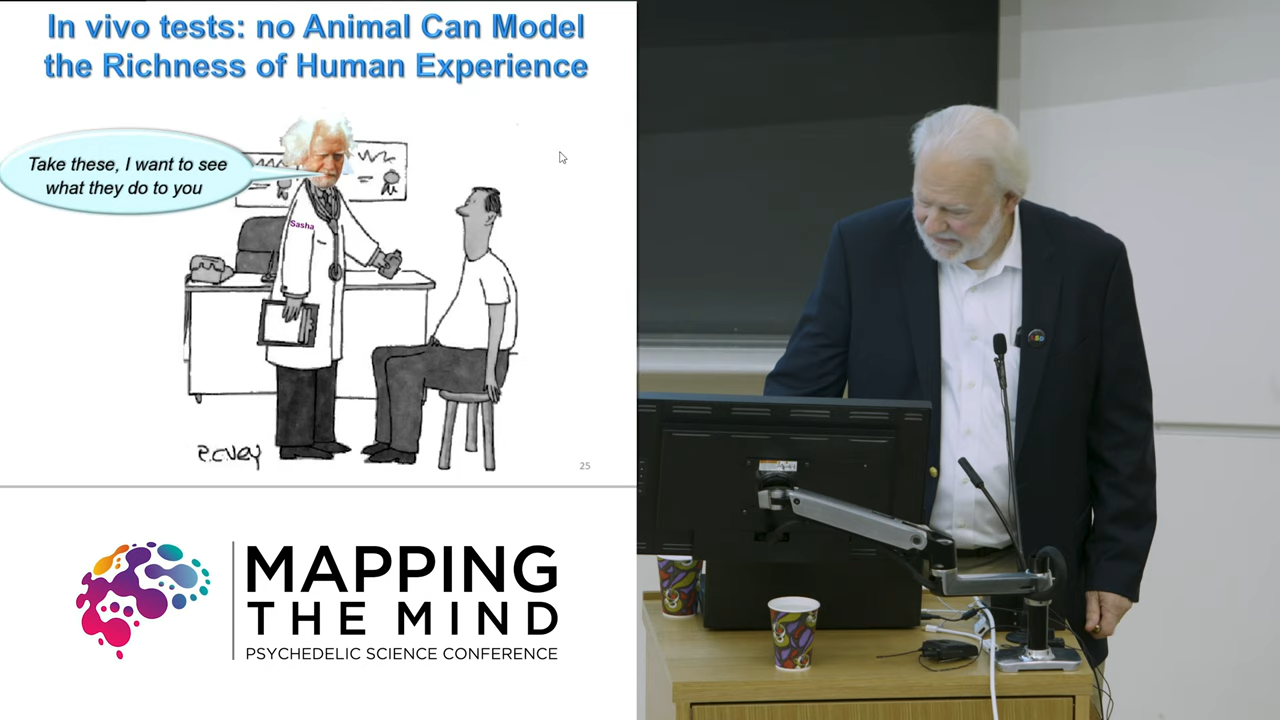 In vivo tests: no Animal Can Model
the Richness of Human Experience
Take these, I want to see
what they do to you
Sasha
25
MAPPING
THE MIND
PSYCHEDELIC SCIENCE CONFERENCE